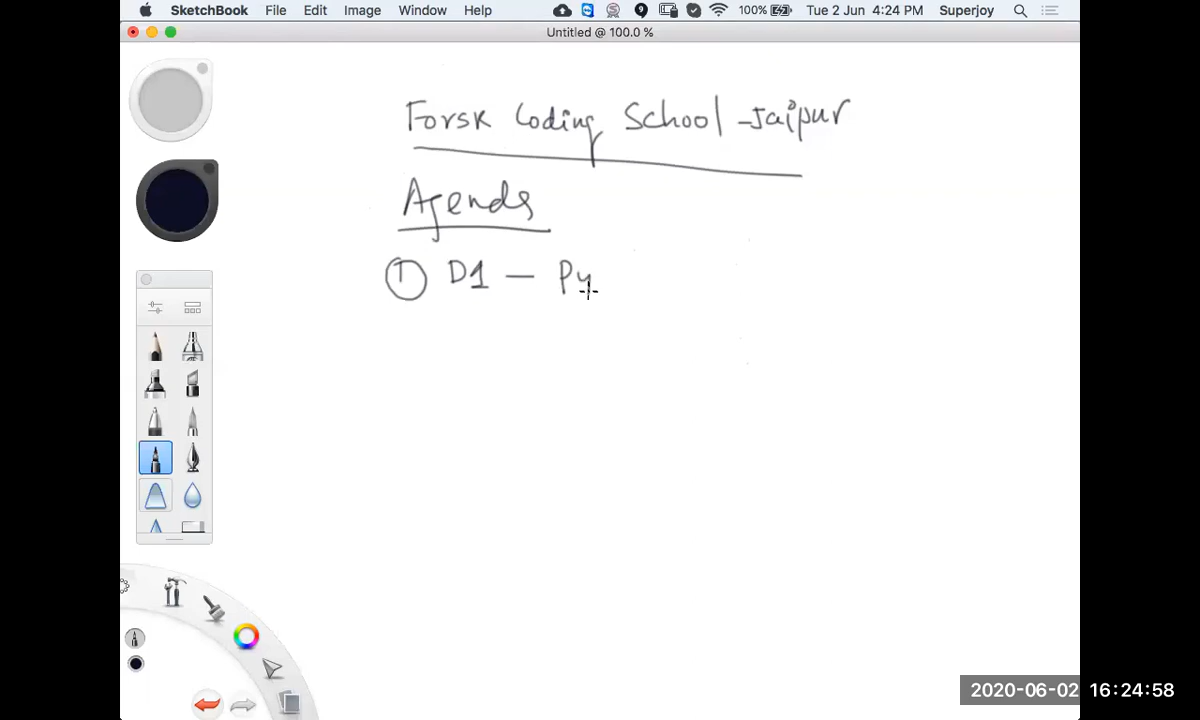 SketchBook File Edit Image Window Help 9 100% Tue 2 Jun 4:24 PM Superjoy
Untitled @ 100.0 %
Forsk Coding School - Jaipur
Agenda
1 D1 — Py
2020-06-02 16:24:58